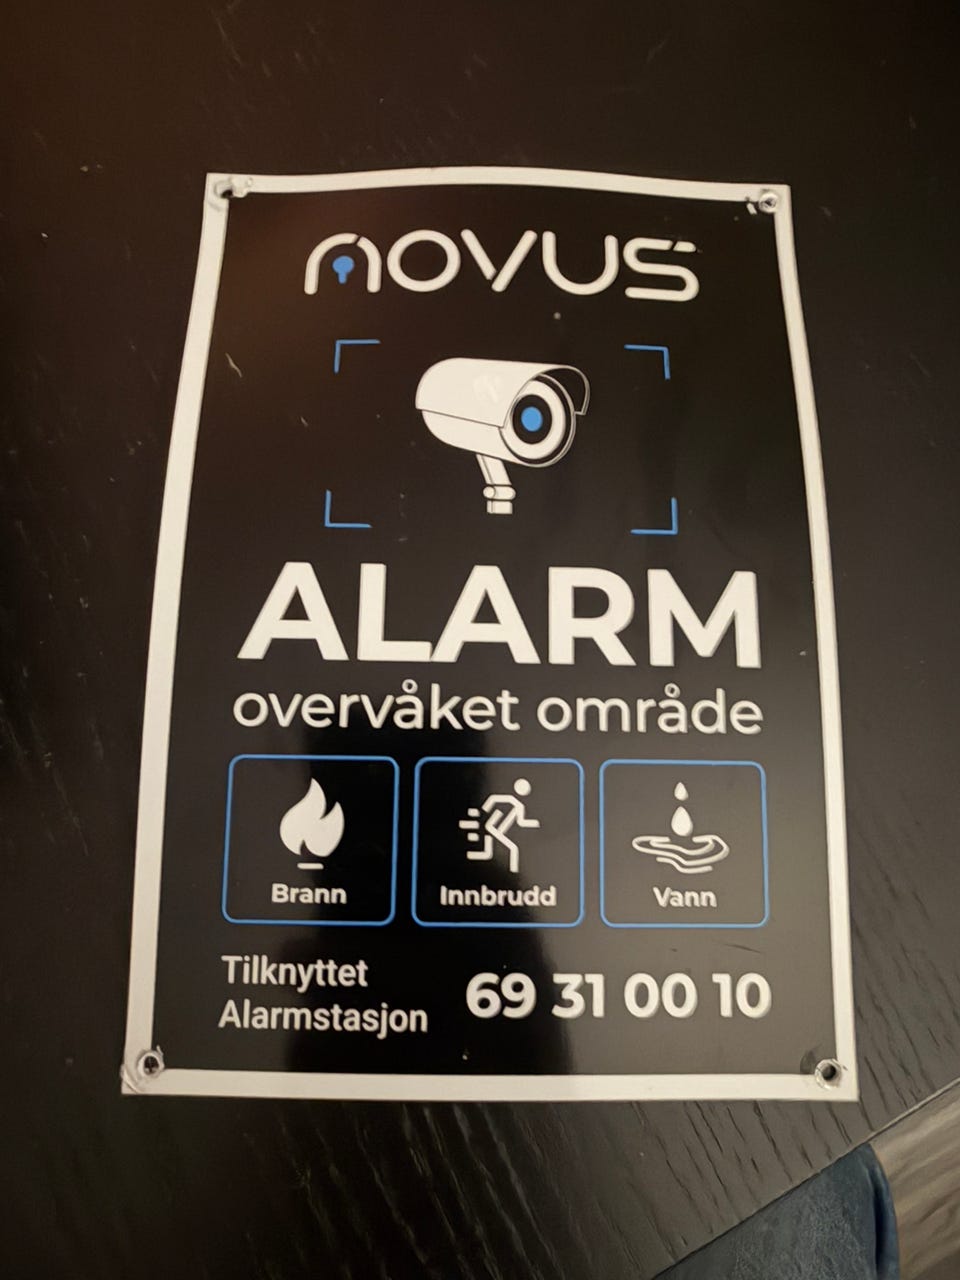 NOVUS
ALARM
overvåket område
Brann
Innbrudd
Vann
Tilknyttet
Alarmstasjon
69 31 00 10